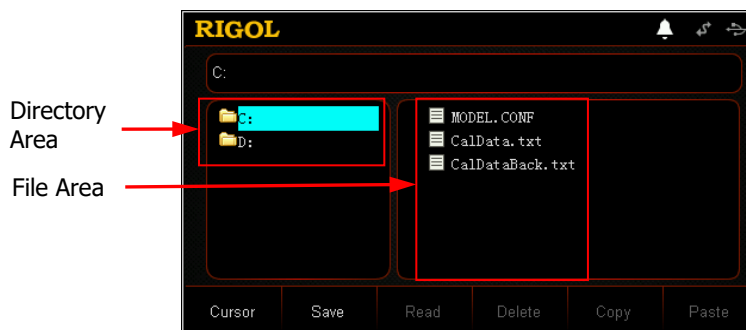 RIGOL
C:
Directory
Area
C:
D:
File Area
MODEL.CONF
CalData.txt
CalDataBack.txt
Cursor Save Read Delete Copy Paste